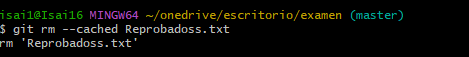 isai1@Isai16 MINGW64 ~/onedrive/escritorio/examen (master)
$ git rm --cached Reprobadoss.txt
rm 'Reprobadoss.txt'